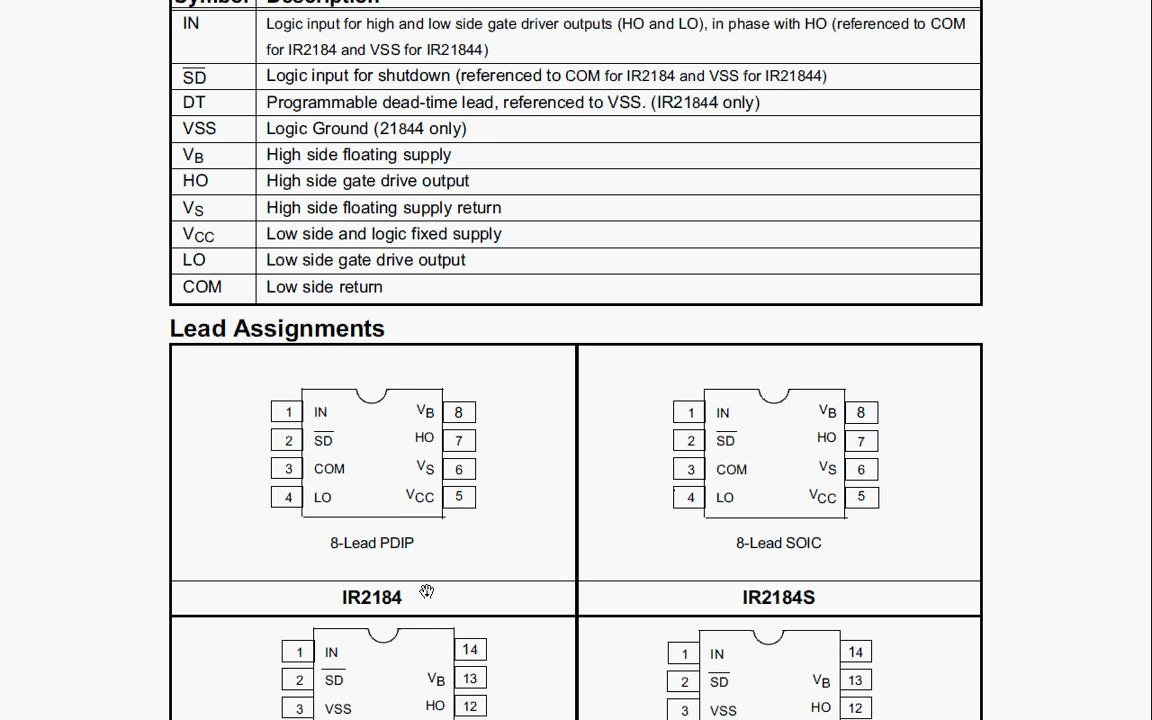 Symbol Description
IN Logic input for high and low side gate driver outputs (HO and LO), in phase with HO (referenced to COM
for IR2184 and VSS for IR21844)
SD Logic input for shutdown (referenced to COM for IR2184 and VSS for IR21844)
DT Programmable dead-time lead, referenced to VSS. (IR21844 only)
VSS Logic Ground (21844 only)
VB High side floating supply
HO High side gate drive output
VS High side floating supply return
VCC Low side and logic fixed supply
LO Low side gate drive output
COM Low side return
Lead Assignments
1 IN VB 8 1 IN VB 8
2 SD HO 7 2 SD HO 7
3 COM VS 6 3 COM VS 6
4 LO VCC 5 4 LO VCC 5
8-Lead PDIP 8-Lead SOIC
IR2184 IR2184S
1 IN 14 1 IN 14
2 SD VB 13 2 SD VB 13
3 VSS HO 12 3 VSS HO 12